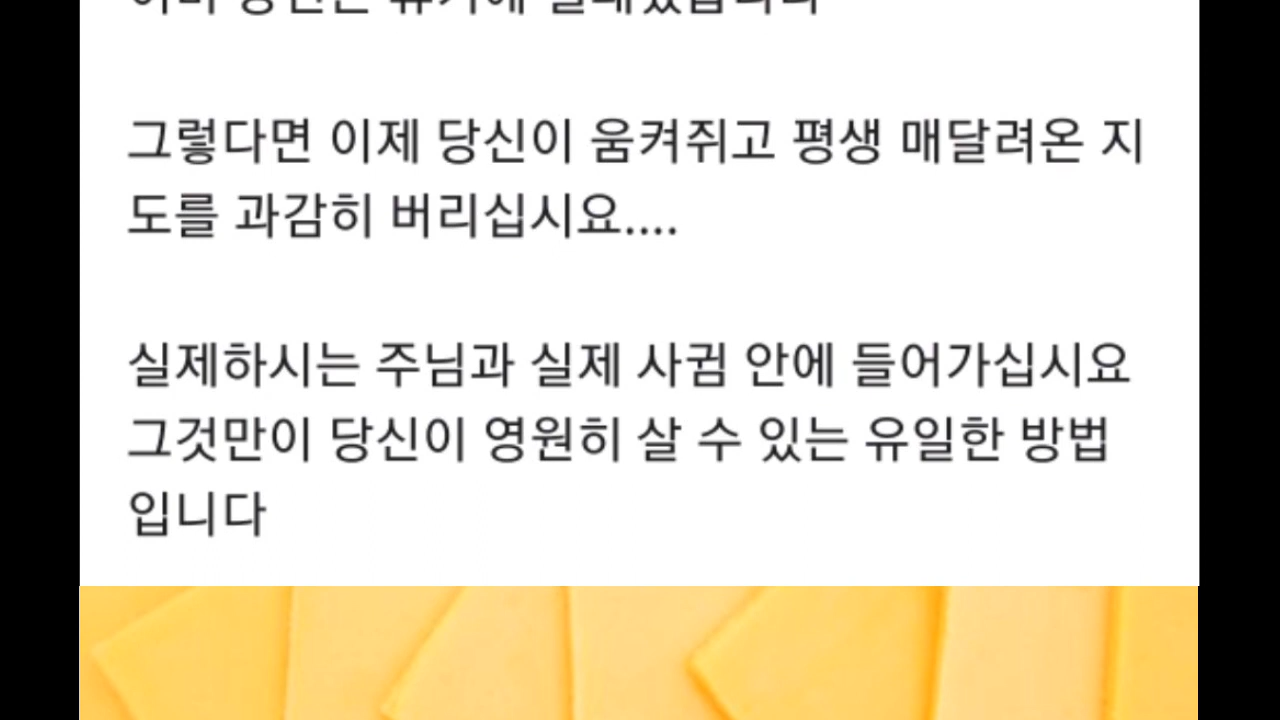 그렇다면 이제 당신이 움켜쥐고 평생 매달려온 지
도를 과감히 버리십시요....
실제하시는 주님과 실제 사귐 안에 들어가십시요
그것만이 당신이 영원히 살 수 있는 유일한 방법
입니다